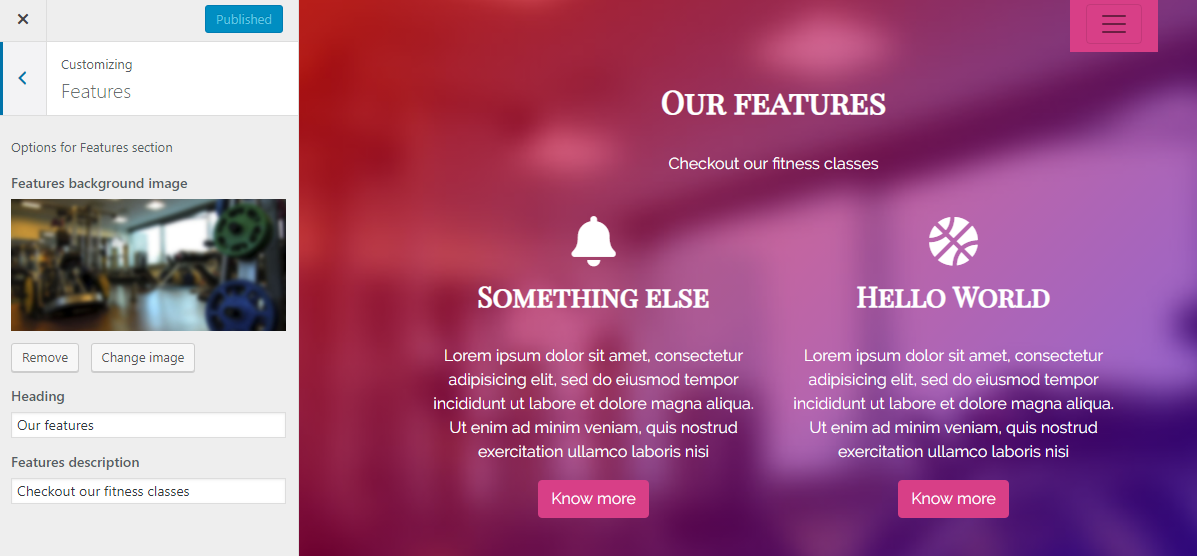 Published
Customizing
Features
Options for Features section
Features background image
Remove
Change image
Heading
Our features
Features description
Checkout our fitness classes
Our features
Checkout our fitness classes
Something else
Lorem ipsum dolor sit amet, consectetur
adipisicing elit, sed do eiusmod tempor
incididunt ut labore et dolore magna aliqua.
Ut enim ad minim veniam, quis nostrud
exercitation ullamco laboris nisi
Know more
Hello World
Lorem ipsum dolor sit amet, consectetur
adipisicing elit, sed do eiusmod tempor
incididunt ut labore et dolore magna aliqua.
Ut enim ad minim veniam, quis nostrud
exercitation ullamco laboris nisi
Know more